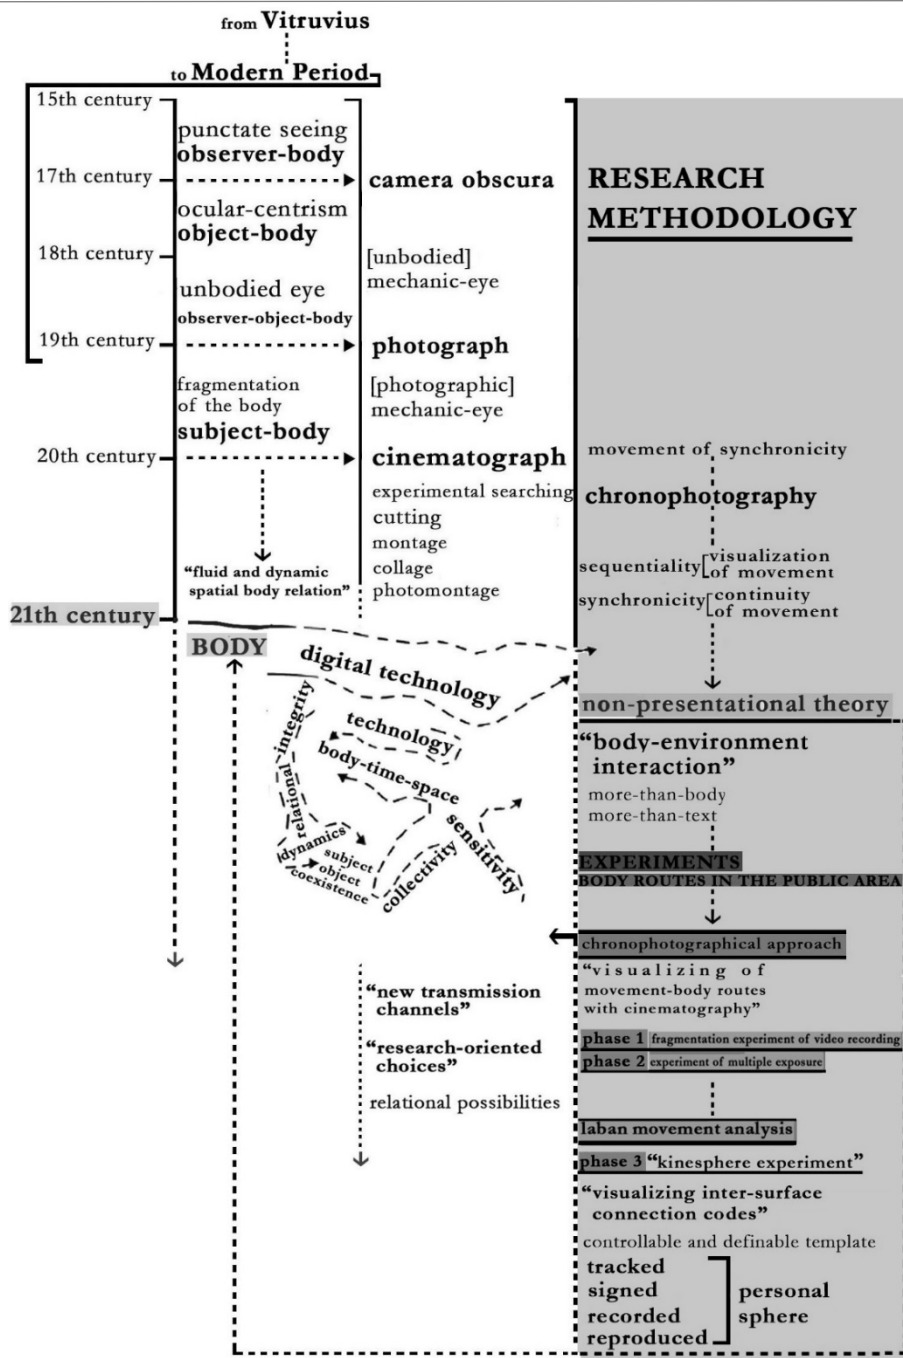 from Vitruvius
to Modern Period
15th century
punctate seeing
observer-body
17th century
camera obscura
ocular-centrism
object-body
18th century
[unbodied]
mechanic-eye
unbodied eye
observer-object-body
19th century
photograph
fragmentation
of the body
subject-body
[photographic]
mechanic-eye
20th century
cinematograph
experimental searching
cutting
montage
collage
photomontage
"fluid and dynamic
spatial body relation"
21th century
BODY
digital technology
technology
body-time-space
relational integrity
dynamics
subject
object
coexistence
collectivity
sensitivity
"new transmission
channels"
"research-oriented
choices"
relational possibilities
RESEARCH
METHODOLOGY
movement of synchronicity
chronophotography
sequentiality
visualization
of movement
synchronicity
continuity
of movement
non-presentational theory
"body-environment
interaction"
more-than-body
more-than-text
EXPERIMENTS
BODY ROUTES IN THE PUBLIC AREA
chronophotographical approach
"visualizing of
movement-body routes
with cinematography"
phase 1 fragmentation experiment of video recording
phase 2 experiment of multiple exposure
laban movement analysis
phase 3 "kinesphere experiment"
"visualizing inter-surface
connection codes"
controllable and definable template
tracked
signed
recorded
reproduced
personal
sphere